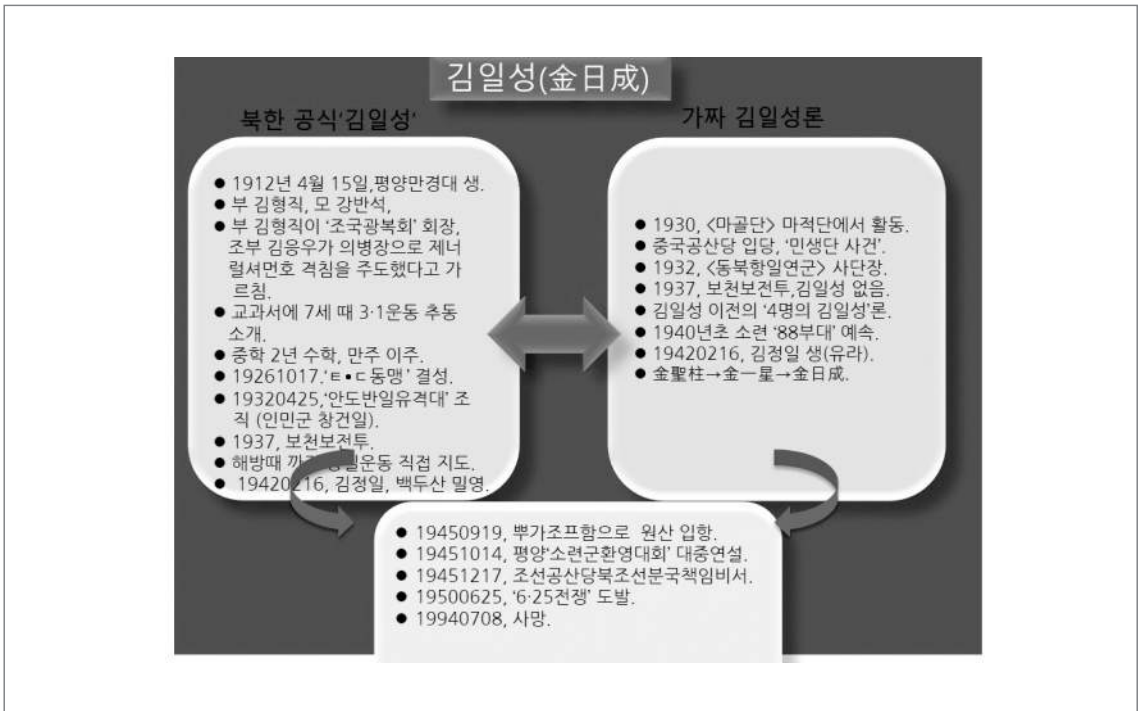 김일성(金日成)
북한 공식‘김일성‘
● 1912년 4월 15일,평양만경대 생.
● 부 김형직, 모 강반석,
● 부 김형직이 ‘조국광복회’ 회장,
조부 김응우가 의병장으로 제너
럴셔먼호 격침을 주도했다고 가
르침.
● 교과서에 7세 때 3·1운동 추동
소개.
● 중학 2년 수학, 만주 이주.
● 19261017.‘ㅌ•ㄷ동맹’ 결성.
● 19320425,‘안도반일유격대’ 조
직 (인민군 창건일).
● 1937, 보천보전투.
● 해방때 직접 지도.
● 19420216, 김정일, 백두산 밀영.
가짜 김일성론
● 1930, <마골단> 마적단에서 활동.
● 중국공산당 입당, ‘민생단 사건’.
● 1932, <동북항일연군> 사단장.
● 1937, 보천보전투,김일성 없음.
● 김일성 이전의 ‘4명의 김일성’론.
● 1940년초 소련 ‘88부대’ 예속.
● 19420216, 김정일 생(유라).
● 金聖柱→金一星→金日成.
● 19450919, 뿌가조프함으로 원산 입항.
● 19451014, 평양‘소련군환영대회’ 대중연설.
● 19451217, 조선공산당북조선분국책임비서.
● 19500625, ‘6·25전쟁’ 도발.
● 19940708, 사망.